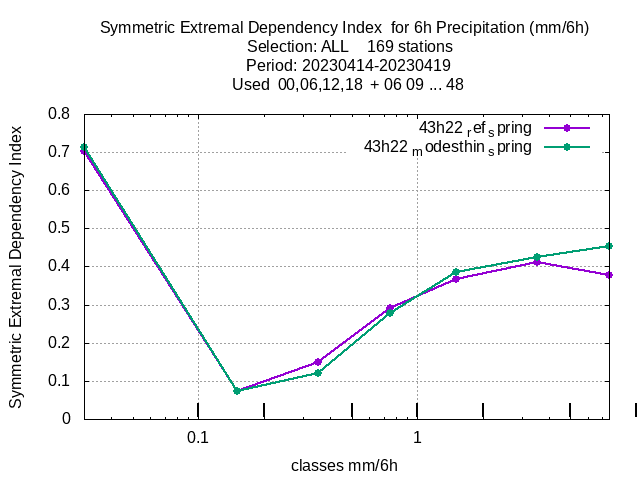 Symmetric Extremal Dependency Index  for 6h Precipitation (mm/6h)
Selection: ALL    169 stations
Period: 20230414-20230419
Used  00,06,12,18  + 06 09 ... 48
43h22 ref spring
43h22 modesthin spring
Symmetric Extremal Dependency Index
0.8
0.7
0.6
0.5
0.4
0.3
0.2
0.1
0
0.1
1
classes mm/6h